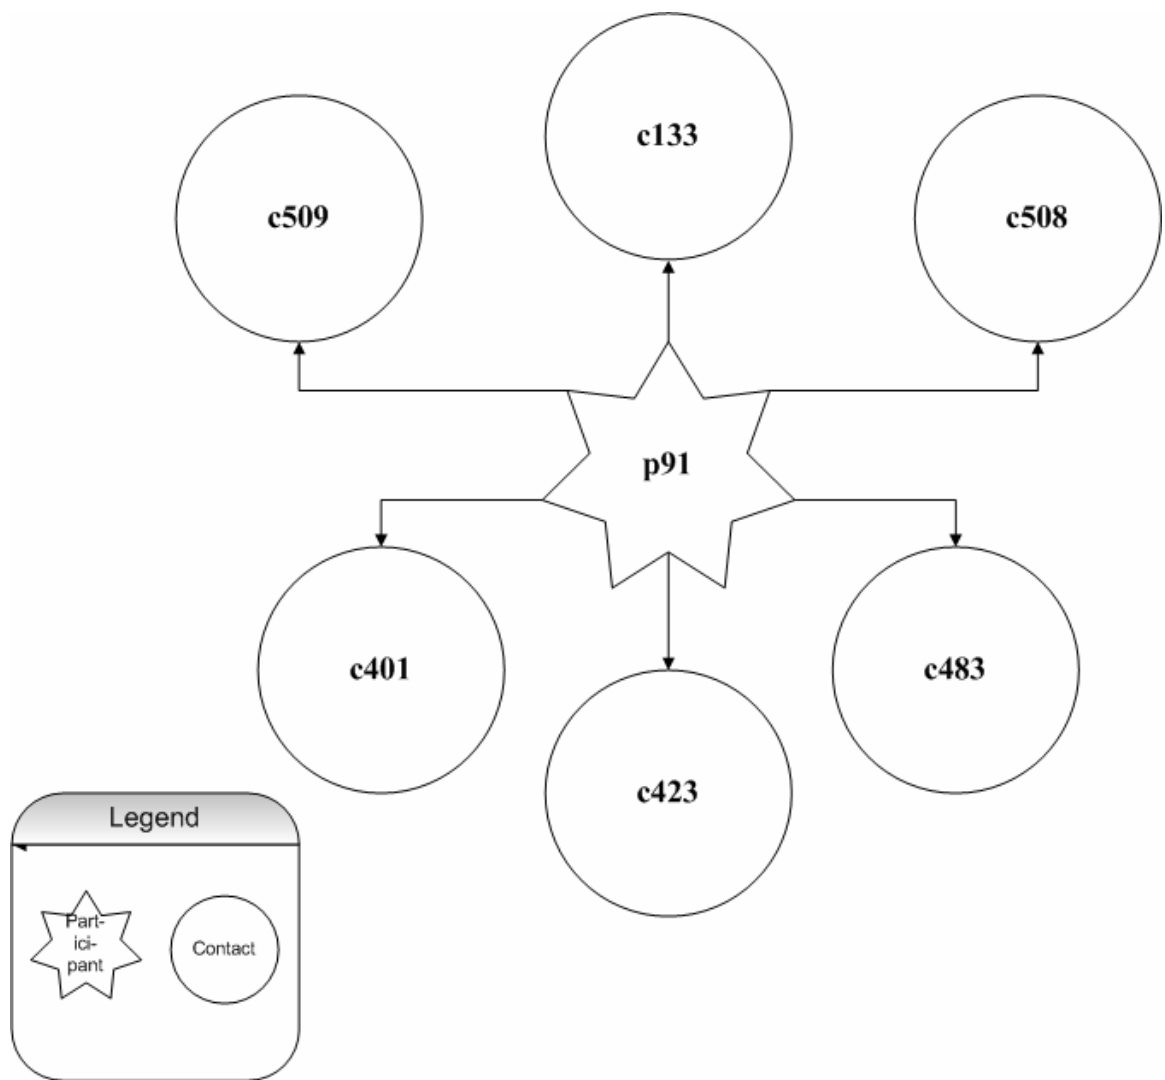 c133
c509
c508
p91
c401
c483
c423
Legend
Part-
ici-
pant
Contact